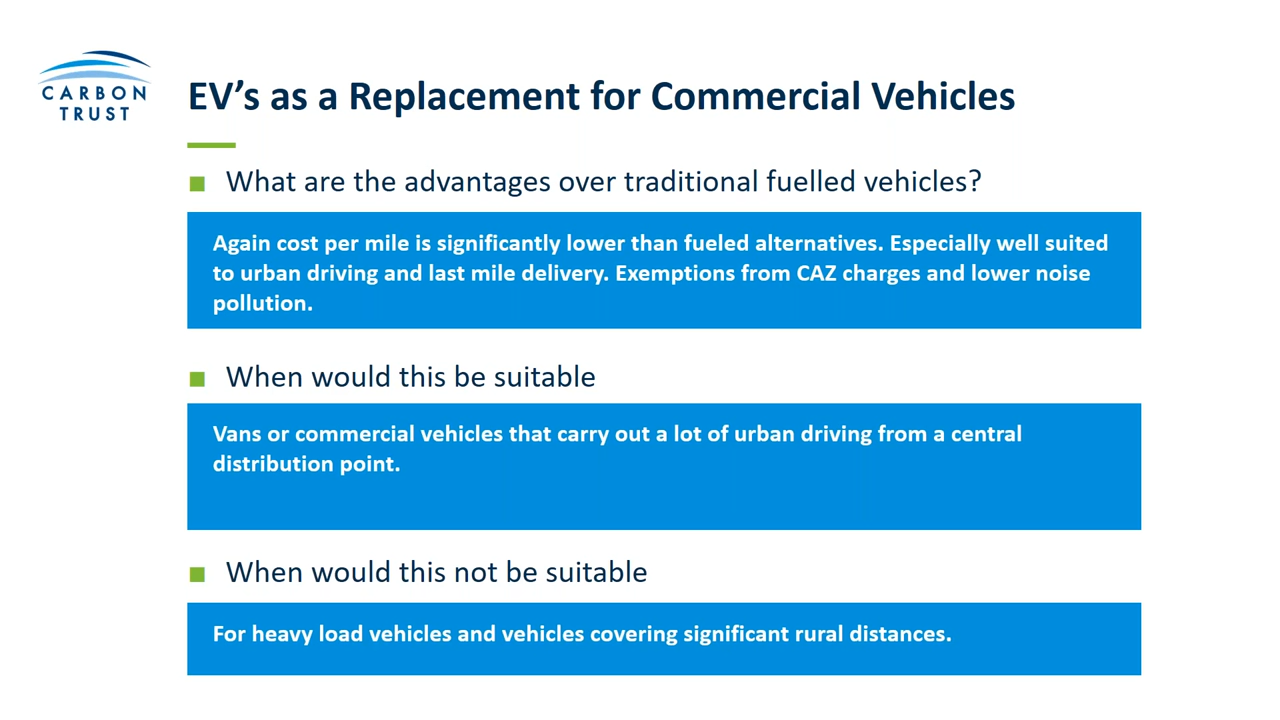 CARBON
TRUST
EV’s as a Replacement for Commercial Vehicles
What are the advantages over traditional fuelled vehicles?
Again cost per mile is significantly lower than fueled alternatives. Especially well suited
to urban driving and last mile delivery. Exemptions from CAZ charges and lower noise
pollution.
When would this be suitable
Vans or commercial vehicles that carry out a lot of urban driving from a central
distribution point.
When would this not be suitable
For heavy load vehicles and vehicles covering significant rural distances.